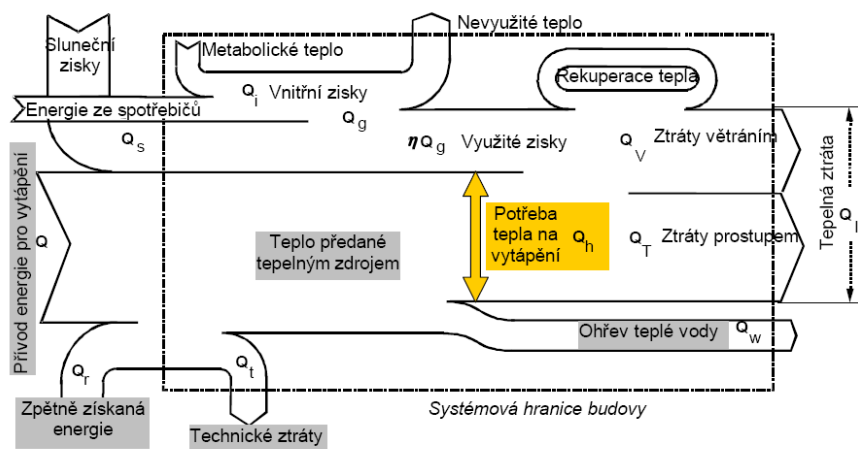 Nevyužité teplo
Sluneční
zisky
Metabolické teplo
Rekuperace tepla
Q i Vnitřní zisky
Energie ze spotřebičů
Q g
Q s
η Q g Využité zisky
Q V Ztráty větráním
Tepelná ztráta
Q l
Přívod energie pro vytápění
Q
Teplo předané
tepelným zdrojem
Potřeba
tepla na
vytápění
Q h
Q T Ztráty prostupem
Ohřev teplé vody
Q w
Q r
Q t
Zpětně získaná
energie
Technické ztráty
Systémová hranice budovy